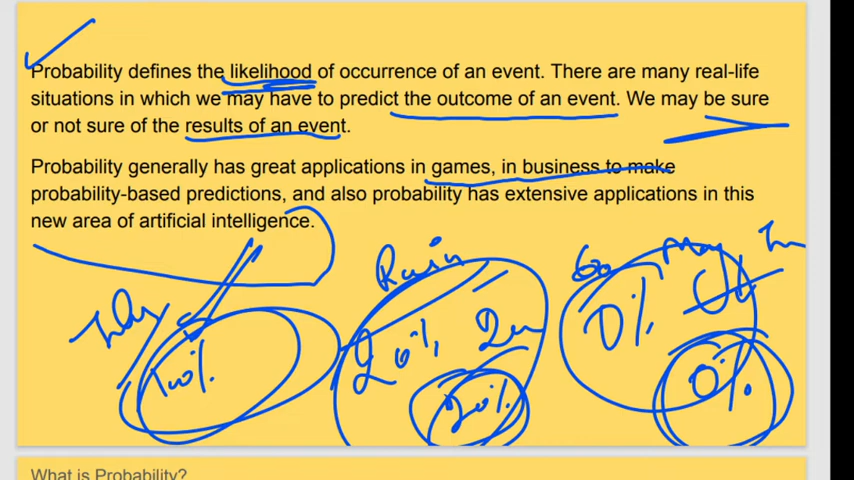 Probability defines the likelihood of occurrence of an event. There are many real-life
situations in which we may have to predict the outcome of an event. We may be sure
or not sure of the results of an event.
Probability generally has great applications in games, in business to make
probability-based predictions, and also probability has extensive applications in this
new area of artificial intelligence.
Rain
20%
0%
20%
0%
What is Probability?